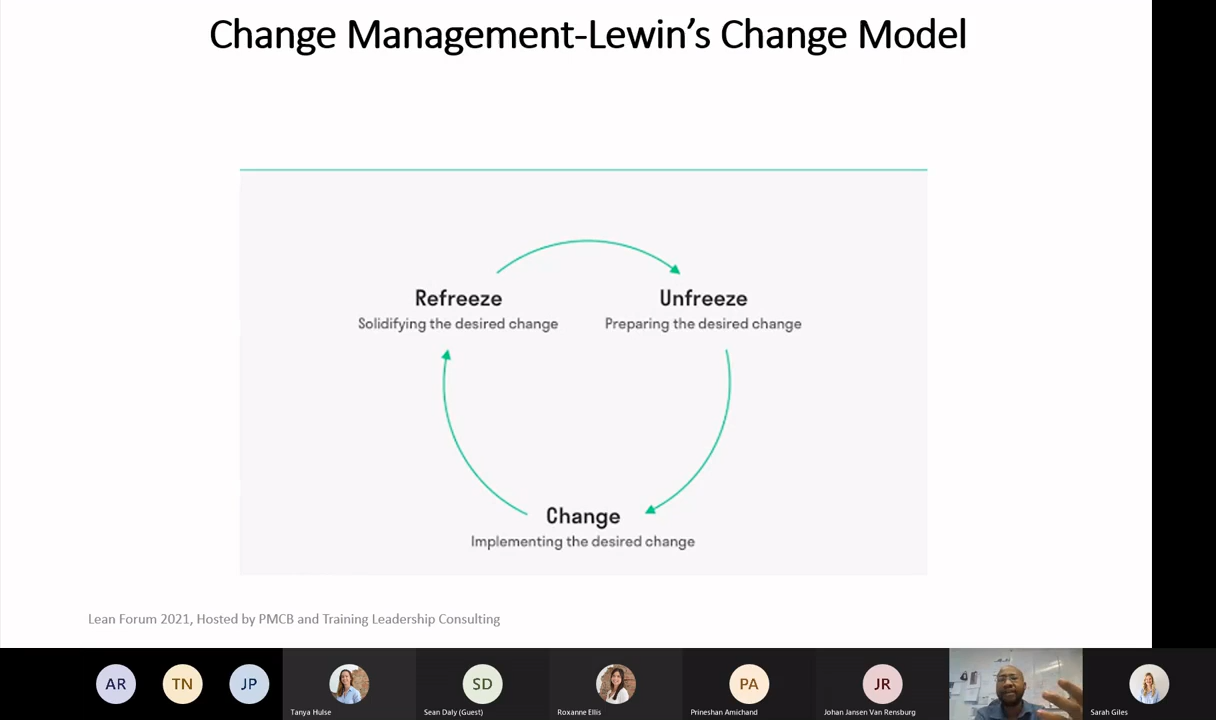 Change Management-Lewin's Change Model
Refreeze
Solidifying the desired change
Unfreeze
Preparing the desired change
Change
Implementing the desired change
Lean Forum 2021, Hosted by PMCB and Training Leadership Consulting
AR
TN
JP
SD
PA
JR
Tanya Hulse
Sean Daly (Guest)
Roxanne Ellis
Prineshan Amichand
Johan Jansen Van Rensburg
Sarah Giles